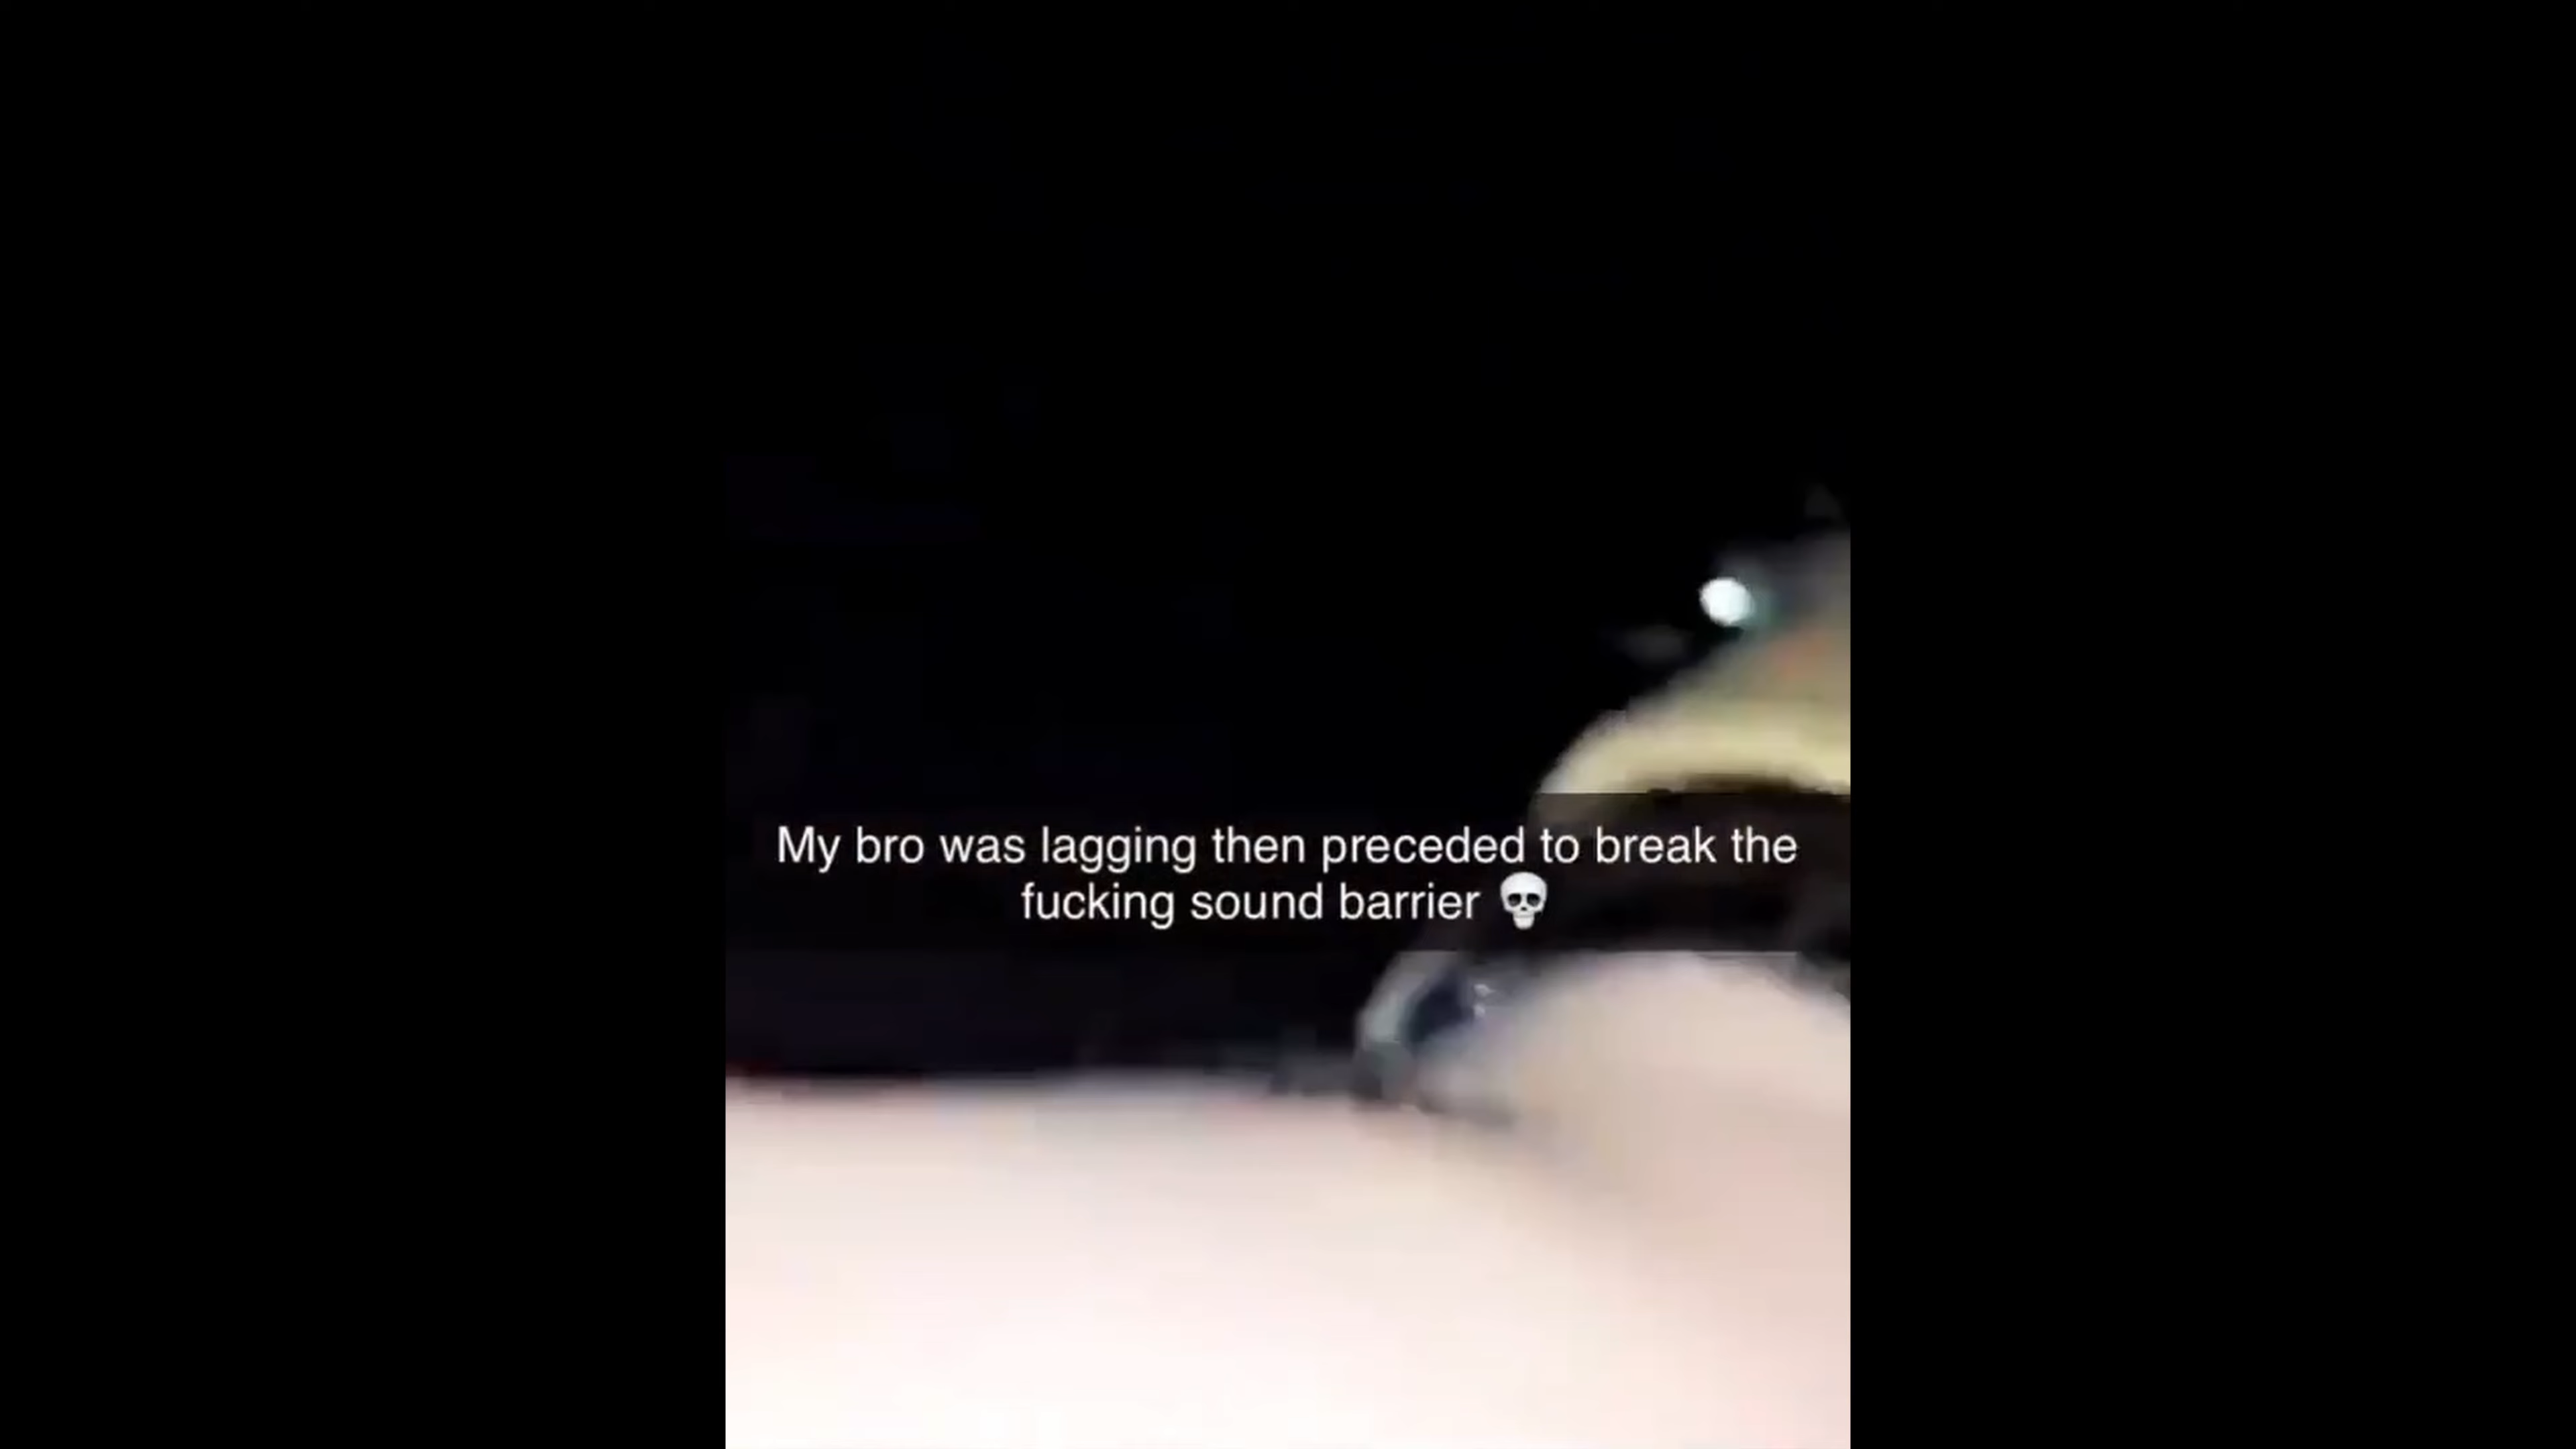 My bro was lagging then preceded to break the
fucking sound barrier 💀